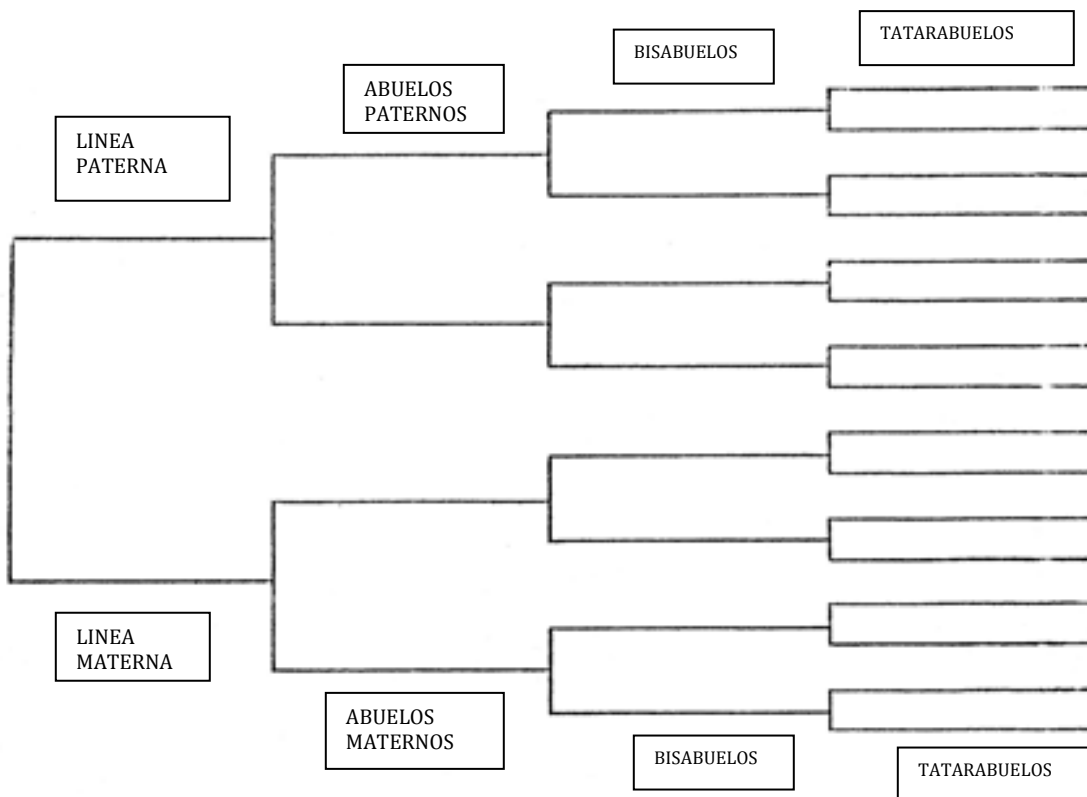 TATARABUELOS
BISABUELOS
ABUELOS
PATERNOS
LINEA
PATERNA
LINEA
MATERNA
ABUELOS
MATERNOS
BISABUELOS
TATARABUELOS